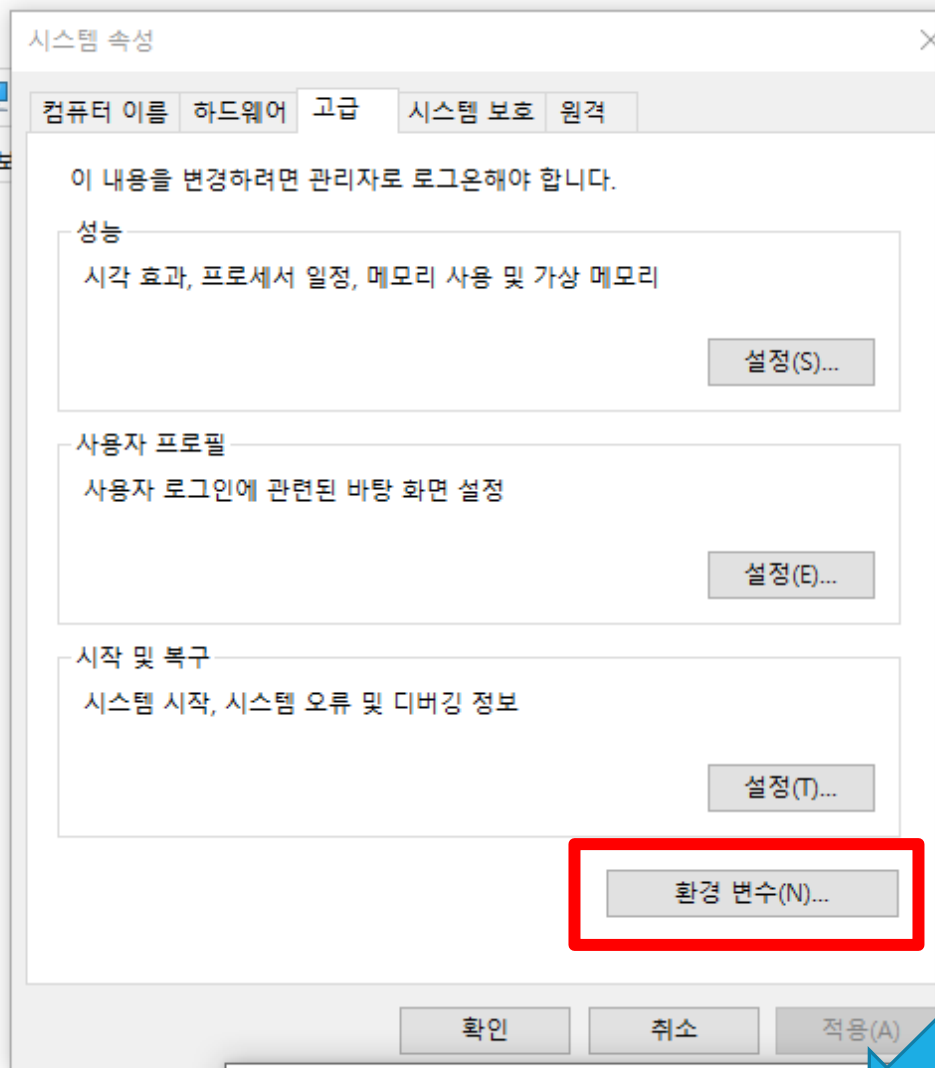 시스템 속성
컴퓨터 이름 하드웨어 고급 시스템 보호 원격
이 내용을 변경하려면 관리자로 로그온해야 합니다.
성능
시각 효과, 프로세서 일정, 메모리 사용 및 가상 메모리
설정(S)...
사용자 프로필
사용자 로그인에 관련된 바탕 화면 설정
설정(E)...
시작 및 복구
시스템 시작, 시스템 오류 및 디버깅 정보
설정(T)...
환경 변수(N)...
확인 취소 적용(A)